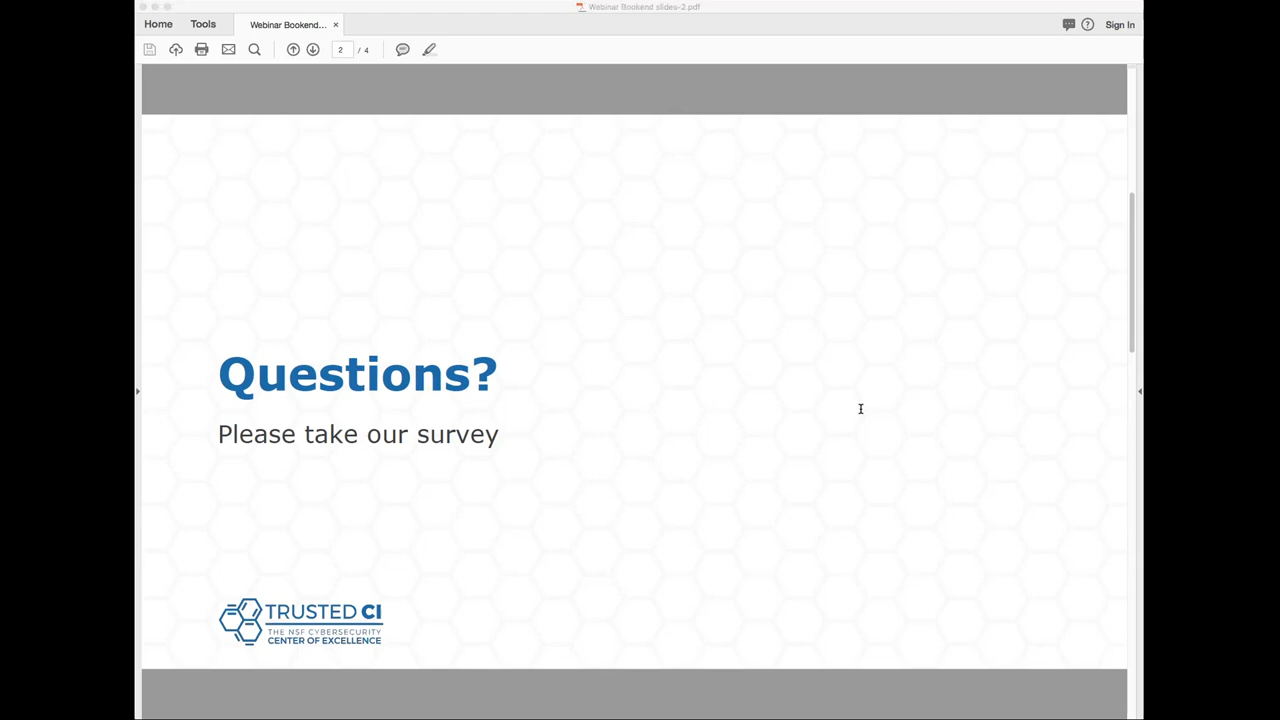 Webinar Bookend slides-2.pdf
Home Tools Webinar Bookend... × Sign In
2 / 4
Questions?
Please take our survey
TRUSTED CI
THE NSF CYBERSECURITY
CENTER OF EXCELLENCE